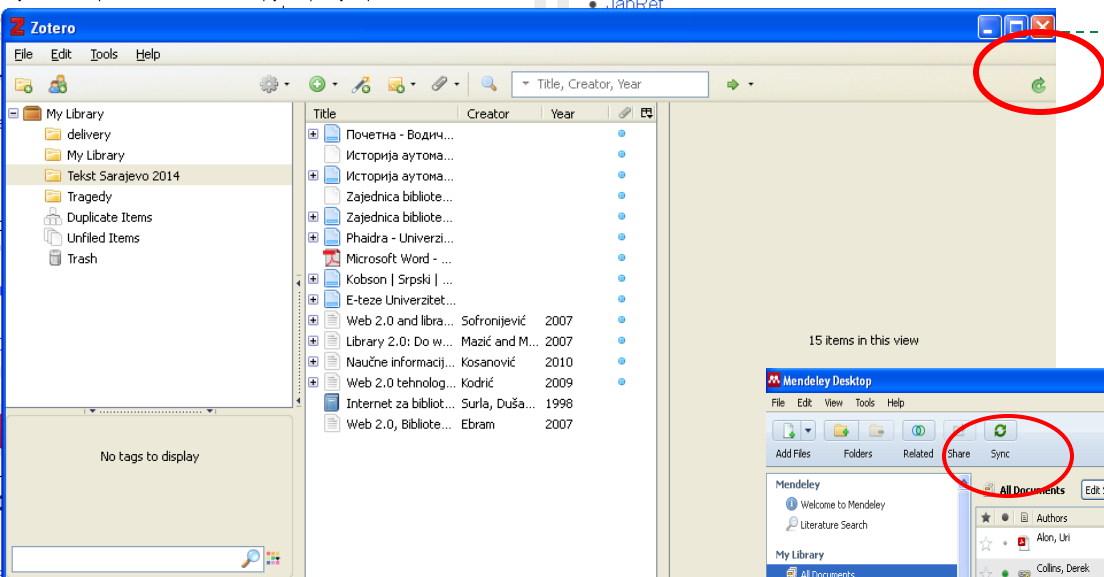 JabRef
Zotero
File Edit Tools Help
Title, Creator, Year
My Library
delivery
My Library
Tekst Sarajevo 2014
Tragedy
Duplicate Items
Unfiled Items
Trash
No tags to display
Title Creator Year
Почетна - Водич...
Историја аутома...
Историја аутома...
Zajednica bibliote...
Zajednica bibliote...
Phaidra - Univerzi...
Microsoft Word - ...
Kobson | Srpski | ...
E-teze Univerzitet...
Web 2.0 and libra... Sofronijević 2007
Library 2.0: Do w... Mazić and M... 2007
Naučne informacij... Kosanović 2010
Web 2.0 tehnolog... Kodrić 2009
Internet za bibliot... Surla, Duša... 1998
Web 2.0, Bibliote... Ebram 2007
15 items in this view
Mendeley Desktop
File Edit View Tools Help
Add Files Folders Related Share Sync
Mendeley
Welcome to Mendeley
Literature Search
My Library
All Documents
All Documents Edit
Authors
Alon, Uri
Collins, Derek